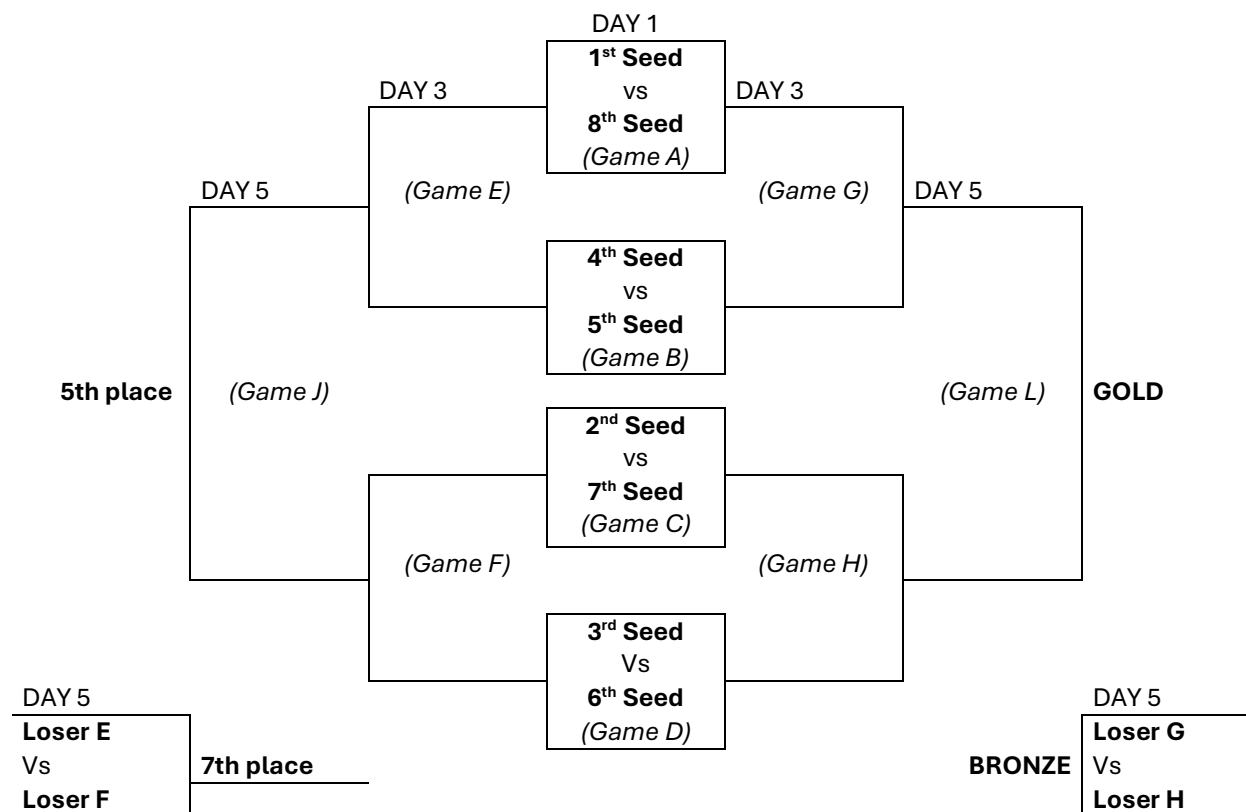 DAY 1
1st Seed
vs
8th Seed
(Game A)
DAY 3
DAY 3
(Game E)
(Game G)
DAY 5
DAY 5
4th Seed
vs
5th Seed
(Game B)
5th place
(Game J)
(Game L)
GOLD
2nd Seed
vs
7th Seed
(Game C)
(Game F)
(Game H)
3rd Seed
Vs
6th Seed
(Game D)
DAY 5
Loser E
Vs
Loser F
7th place
BRONZE
DAY 5
Loser G
Vs
Loser H